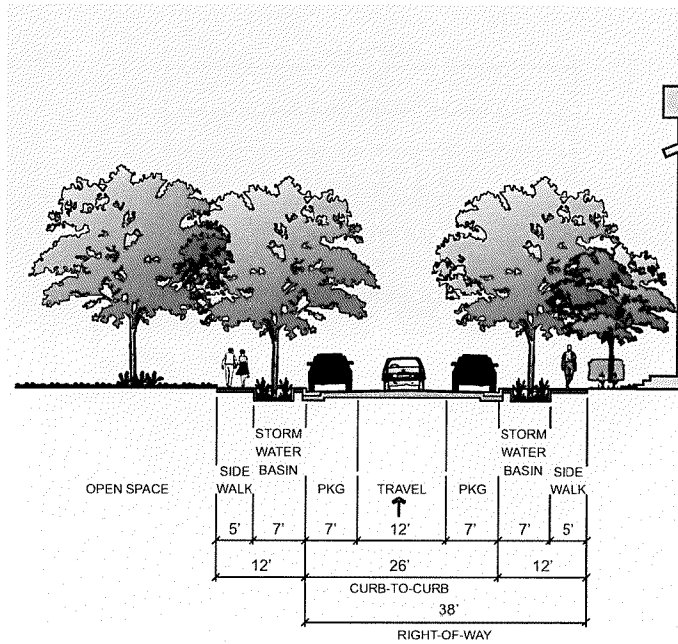 STORM
WATER
BASIN
STORM
WATER
BASIN
SIDE
WALK
SIDE
WALK
OPEN SPACE
PKG
TRAVEL
PKG
5'
7'
7'
12'
7'
7'
5'
12'
26'
12'
CURB-TO-CURB
38'
RIGHT-OF-WAY